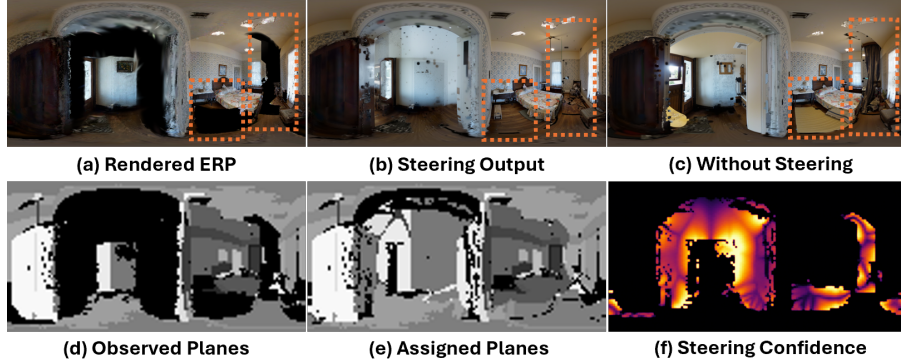 (a) Rendered ERP
(b) Steering Output
(c) Without Steering
(d) Observed Planes
(e) Assigned Planes
(f) Steering Confidence